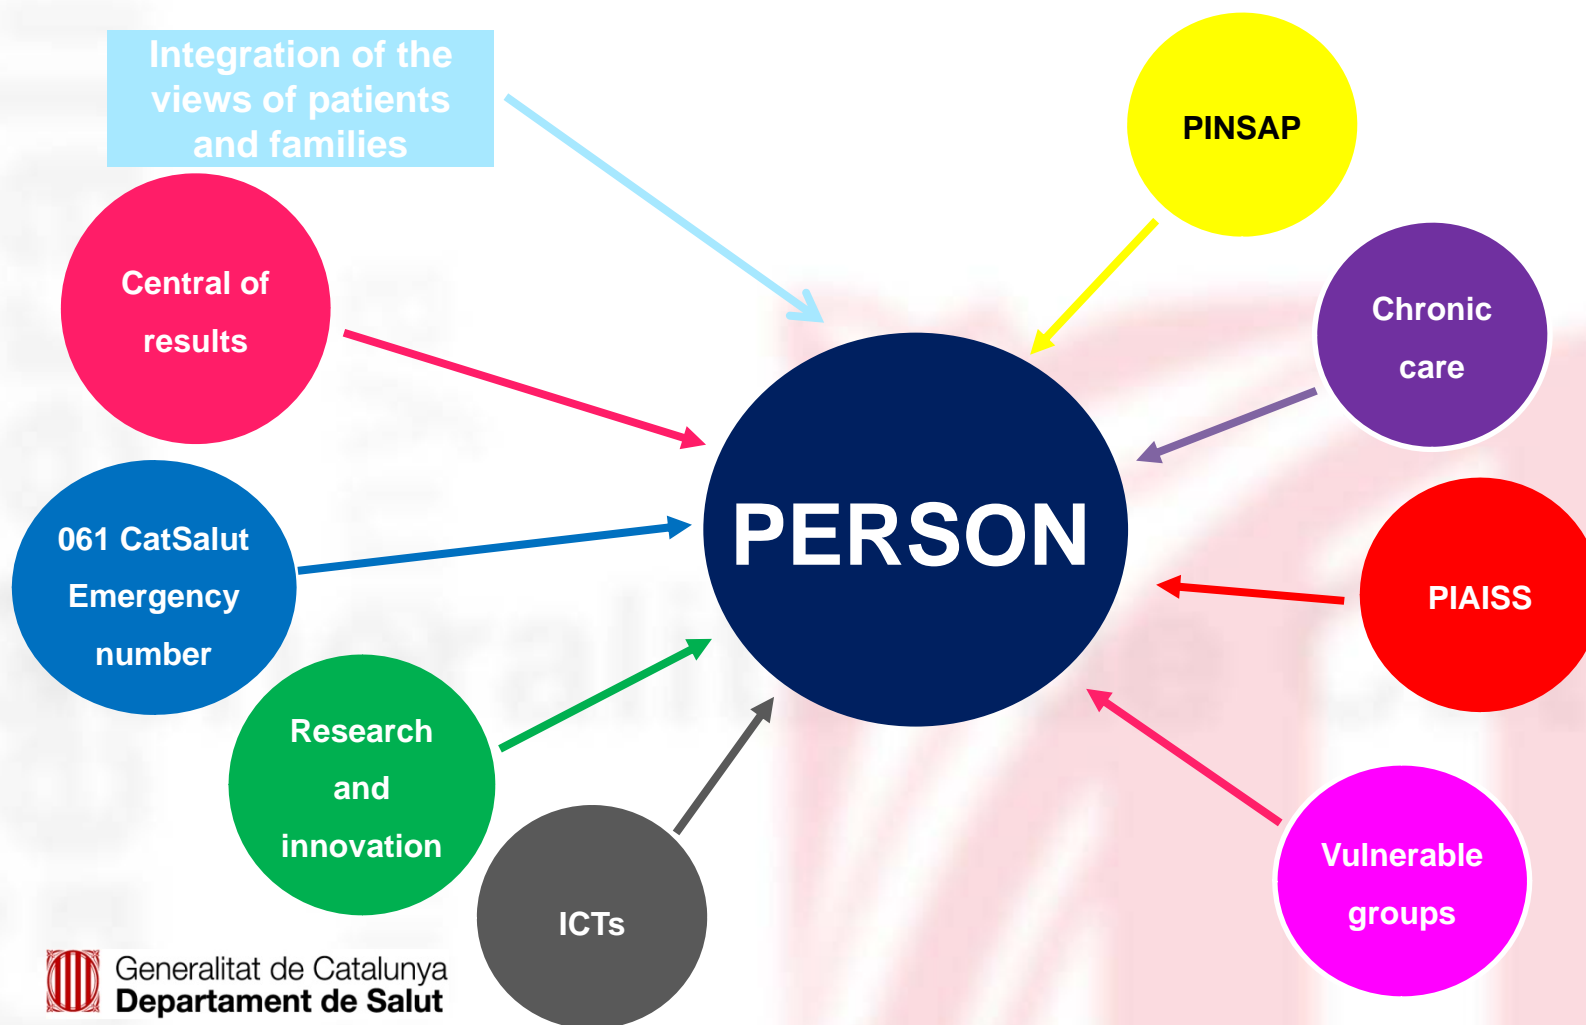 Integration of the
views of patients
and families
PINSAP
Central of
results
Chronic
care
PERSON
061 CatSalut
Emergency
number
PIAISS
Research
and
innovation
Vulnerable
groups
ICTs
Generalitat de Catalunya
Departament de Salut